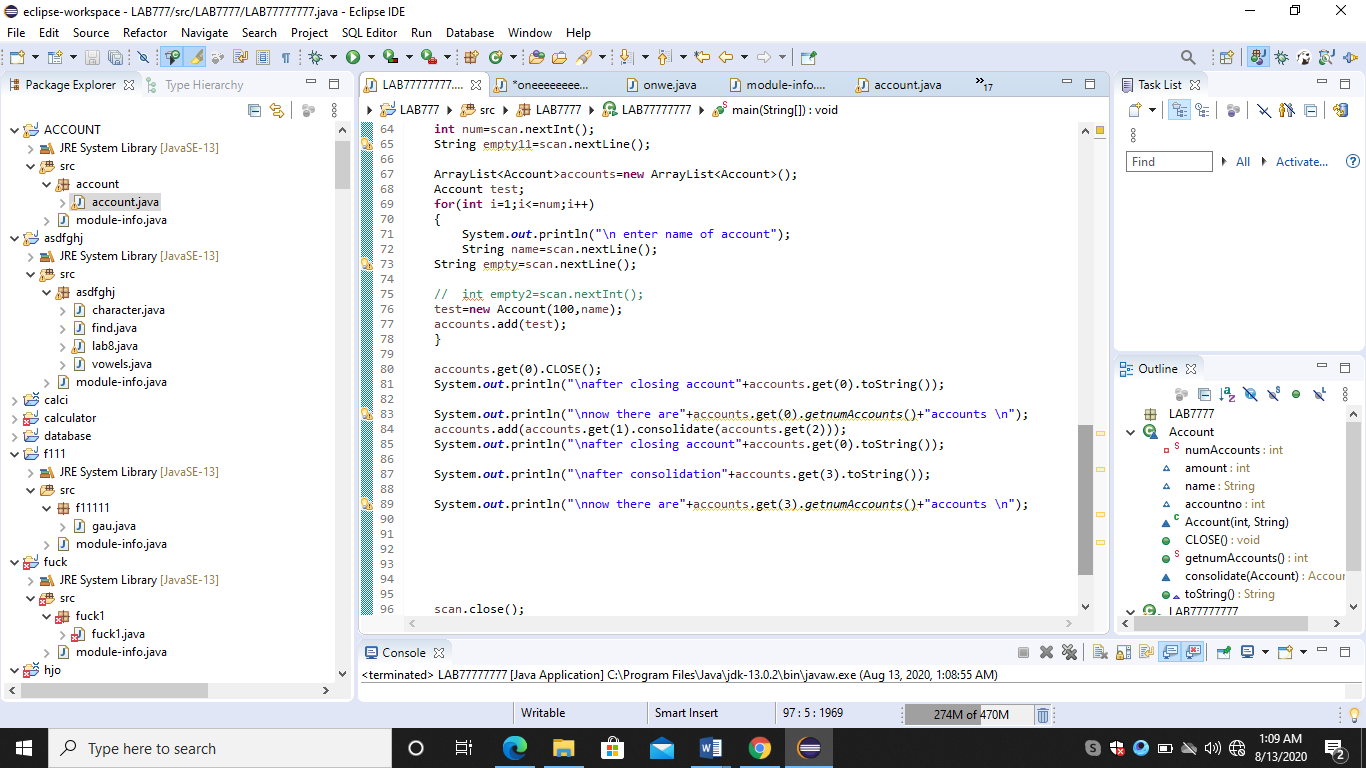 eclipse-workspace - LAB777/src/LAB7777/LAB77777777.java - Eclipse IDE
File Edit Source Refactor Navigate Search Project SQL Editor Run Database Window Help
Package Explorer Type Hierarchy
ACCOUNT
JRE System Library [JavaSE-13]
src
account
account.java
module-info.java
asdfghj
JRE System Library [JavaSE-13]
src
asdfghj
character.java
find.java
lab8.java
vowels.java
module-info.java
calci
calculator
database
f111
JRE System Library [JavaSE-13]
src
f11111
gau.java
module-info.java
fuck
JRE System Library [JavaSE-13]
src
fuck1
fuck1.java
module-info.java
hjo
LAB77777777.... *oneeeeeeee... onwe.java module-info.... account.java »17
LAB777 src LAB7777 LAB77777777 main(String[]) : void
64 int num=scan.nextInt();
65 String empty11=scan.nextLine();
66
67 ArrayList<Account>accounts=new ArrayList<Account>();
68 Account test;
69 for(int i=1;i<=num;i++)
70 {
71 System.out.println("\n enter name of account");
72 String name=scan.nextLine();
73 String empty=scan.nextLine();
74
75 // int empty2=scan.nextInt();
76 test=new Account(100,name);
77 accounts.add(test);
78 }
79
80 accounts.get(0).CLOSE();
81 System.out.println("\nafter closing account"+accounts.get(0).toString());
82
83 System.out.println("\nnow there are"+accounts.get(0).getnumAccounts()+"accounts \n");
84 accounts.add(accounts.get(1).consolidate(accounts.get(2)));
85 System.out.println("\nafter closing account"+accounts.get(0).toString());
86
87 System.out.println("\nafter consolidation"+accounts.get(3).toString());
88
89 System.out.println("\nnow there are"+accounts.get(3).getnumAccounts()+"accounts \n");
90
91
92
93
94
95
96 scan.close();
Task List
Find All Activate...
Outline
LAB7777
Account
numAccounts : int
amount : int
name : String
accountno : int
Account(int, String)
CLOSE() : void
getnumAccounts() : int
consolidate(Account) : Accour
toString() : String
LAB77777777
Console
<terminated> LAB77777777 [Java Application] C:\Program Files\Java\jdk-13.0.2\bin\javaw.exe (Aug 13, 2020, 1:08:55 AM)
Writable Smart Insert 97 : 5 : 1969 274M of 470M
Type here to search
1:09 AM
8/13/2020
2